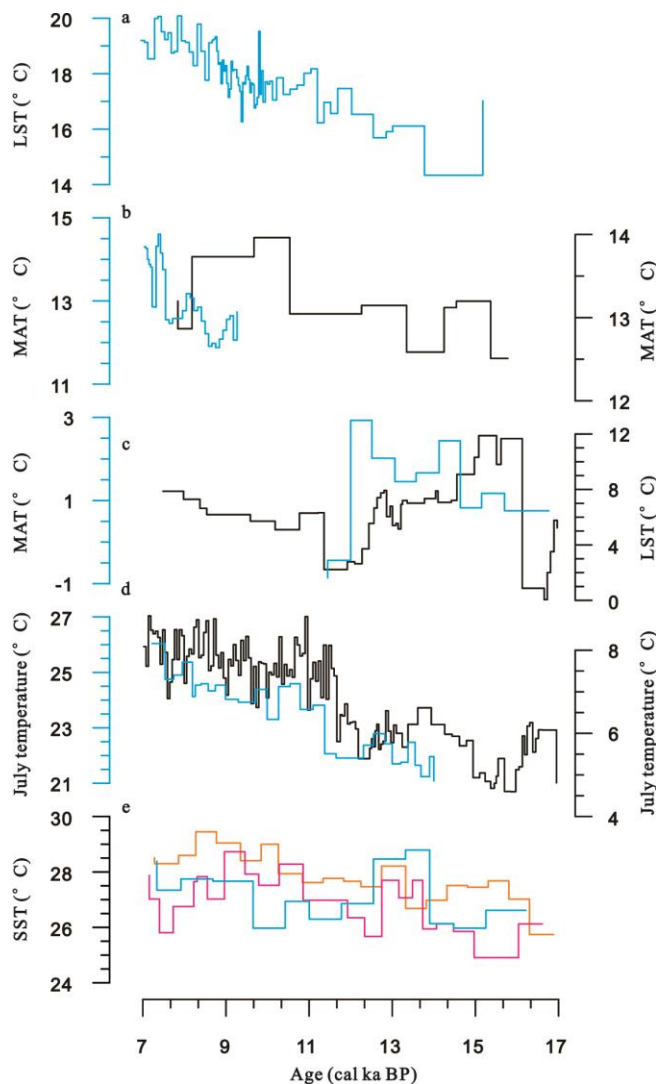 a
20
18
16
14
LST (° C)
b
15
13
11
MAT (° C)
14
13
12
MAT (° C)
c
3
1
-1
MAT (° C)
12
8
4
0
LST (° C)
d
27
25
23
21
July temperature (° C)
8
6
4
July temperature (° C)
e
30
28
26
24
SST (° C)
7 9 11 13 15 17
Age (cal ka BP)